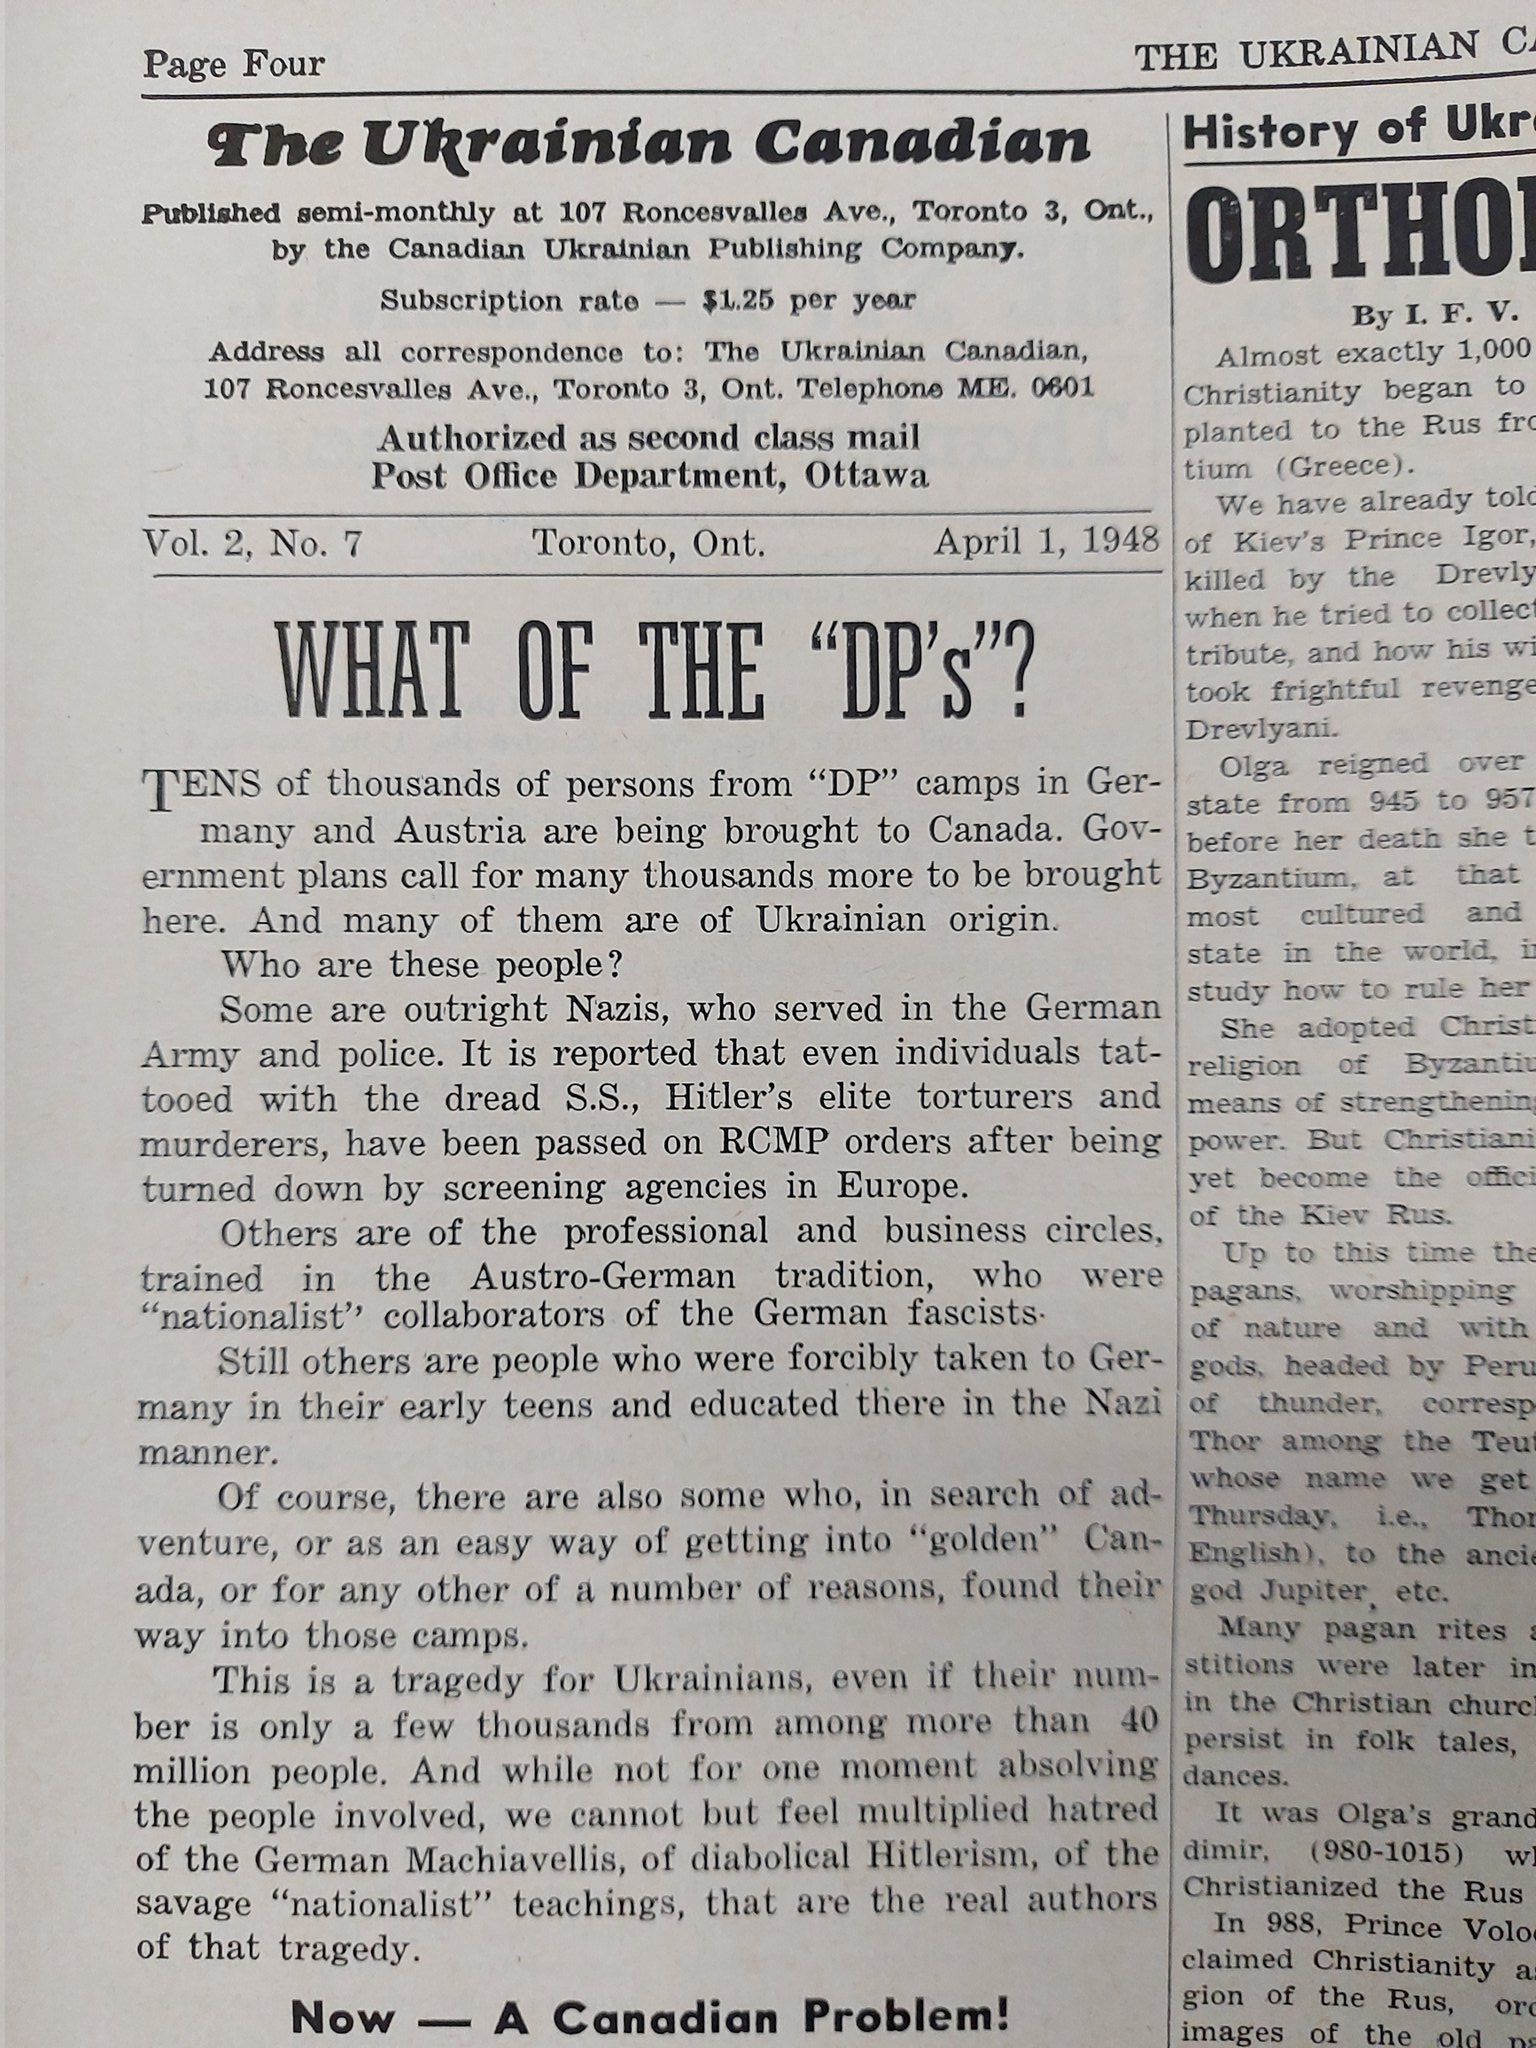 Page Four
THE UKRAINIAN
The Ukrainian Canadian
Published semi-monthly at 107 Roncesvalles Ave., Toronto 3, Ont.,
by the Canadian Ukrainian Publishing Company.
Subscription rate — $1.25 per year
Address all correspondence to: The Ukrainian Canadian,
107 Roncesvalles Ave., Toronto 3, Ont. Telephone ME. 0601
Authorized as second class mail
Post Office Department, Ottawa
Vol. 2, No. 7 Toronto, Ont. April 1, 1948
WHAT OF THE “DP’s”?
TENS of thousands of persons from “DP” camps in Ger-
many and Austria are being brought to Canada. Gov-
ernment plans call for many thousands more to be brought
here. And many of them are of Ukrainian origin.
Who are these people?
Some are outright Nazis, who served in the German
Army and police. It is reported that even individuals tat-
tooed with the dread S.S., Hitler’s elite torturers and
murderers, have been passed on RCMP orders after being
turned down by screening agencies in Europe.
Others are of the professional and business circles,
trained in the Austro-German tradition, who were
“nationalist” collaborators of the German fascists.
Still others are people who were forcibly taken to Ger-
many in their early teens and educated there in the Nazi
manner.
Of course, there are also some who, in search of ad-
venture, or as an easy way of getting into “golden” Can-
ada, or for any other of a number of reasons, found their
way into those camps.
This is a tragedy for Ukrainians, even if their num-
ber is only a few thousands from among more than 40
million people. And while not for one moment absolving
the people involved, we cannot but feel multiplied hatred
of the German Machiavellis, of diabolical Hitlerism, of the
savage “nationalist” teachings, that are the real authors
of that tragedy.
Now — A Canadian Problem!
History of Ukr
ORTHO
By I. F. V.
Almost exactly 1,000
Christianity began to
planted to the Rus fro
tium (Greece).
We have already told
of Kiev’s Prince Igor,
killed by the Drevly
when he tried to collect
tribute, and how his wi
took frightful revenge
Drevlyani.
Olga reigned over
state from 945 to 957
before her death she t
Byzantium, at that
most cultured and
state in the world, in
study how to rule her
She adopted Christ
religion of Byzantiu
means of strengthening
power. But Christiani
yet become the offici
of the Kiev Rus.
Up to this time the
pagans, worshipping
of nature and with
gods, headed by Peru
of thunder, corresp
Thor among the Teut
whose name we get
Thursday, i.e., Thor
English), to the ancie
god Jupiter, etc.
Many pagan rites a
stitions were later in
in the Christian church
persist in folk tales,
dances.
It was Olga’s grand
dimir, (980-1015) wh
Christianized the Rus
In 988, Prince Volod
claimed Christianity as
gion of the Rus, ord
images of the old pa